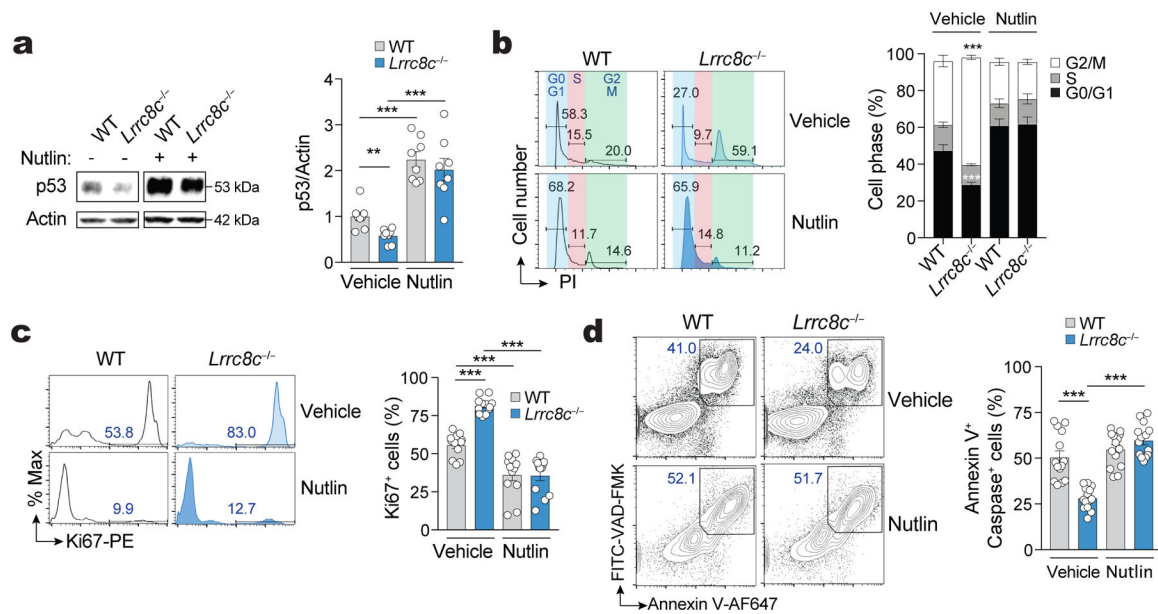 a
WT
Lrrc8c–/–
WT
Lrrc8c–/–
Nutlin: - - + +
p53
53 kDa
Actin
42 kDa
WT
Lrrc8c–/–
p53/Actin
4
3
2
1
0
***
***
**
Vehicle Nutlin
b
WT Lrrc8c–/–
G0 S G2
G1 M
58.3
15.5
20.0
27.0
9.7
59.1
Vehicle
68.2
11.7
14.6
65.9
14.8
11.2
Nutlin
Cell number
PI
Vehicle Nutlin
***
***
G2/M
S
G0/G1
Cell phase (%)
100
80
60
40
20
0
WT
Lrrc8c–/–
WT
Lrrc8c–/–
c
WT Lrrc8c–/–
53.8
83.0
Vehicle
9.9
12.7
Nutlin
% Max
Ki67-PE
***
***
***
WT
Lrrc8c–/–
Ki67+ cells (%)
100
75
50
25
0
Vehicle Nutlin
d
WT Lrrc8c–/–
41.0
24.0
Vehicle
52.1
51.7
Nutlin
FITC-VAD-FMK
Annexin V-AF647
WT
Lrrc8c–/–
***
***
Annexin V+
Caspase+ cells (%)
100
75
50
25
0
Vehicle Nutlin